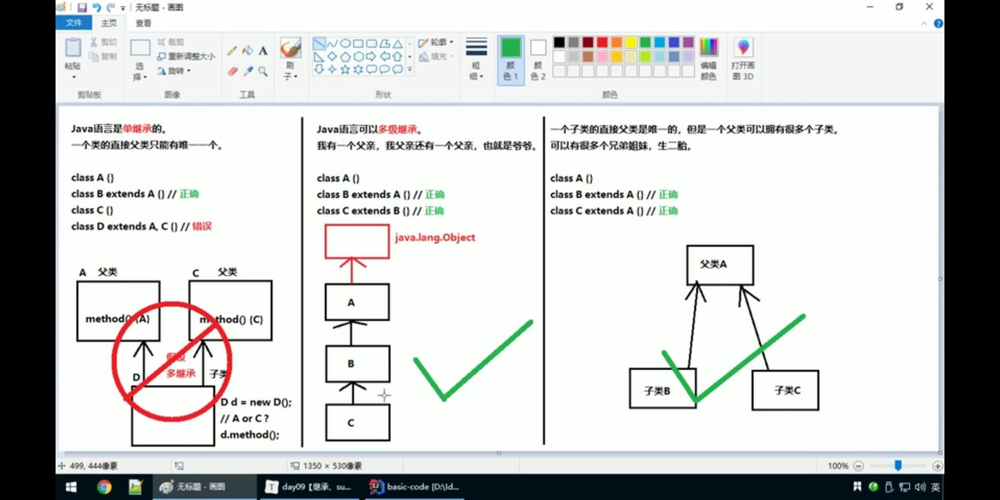 无标题 - 画图
文件 主页 查看
粘贴
剪切
复制
剪贴板
选择
裁剪
重新调整大小
旋转
图像
A
工具
刷子
轮廓
填充
形状
粗细
颜色 1
颜色 2
编辑颜色
颜色
打开画图 3D
Java语言是单继承的。
一个类的直接父类只能有唯一一个。
class A {}
class B extends A {} // 正确
class C {}
class D extends A, C {} // 错误
A 父类
C 父类
method() {A}
method() {C}
假设
多继承
D
子类
D d = new D();
// A or C ?
d.method();
Java语言可以多级继承。
我有一个父亲，我父亲还有一个父亲，也就是爷爷。
class A {}
class B extends A {} // 正确
class C extends B {} // 正确
java.lang.Object
A
B
C
一个子类的直接父类是唯一的，但是一个父类可以拥有很多个子类。
可以有很多个兄弟姐妹，生二胎。
class A {}
class B extends A {} // 正确
class C extends A {} // 正确
父类A
子类B
子类C
499, 444像素
1350 × 530像素
100%
无标题 - 画图
day09【继承、su...
basic-code [D:\Id...
英